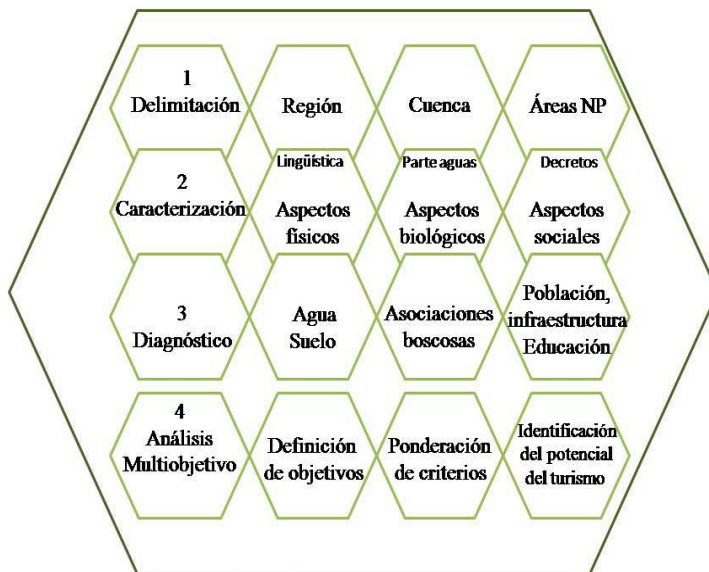 1
Delimitación
Región
Cuenca
Áreas NP
Lingüística
Parte aguas
Decretos
2
Caracterización
Aspectos
físicos
Aspectos
biológicos
Aspectos
sociales
3
Diagnóstico
Agua
Suelo
Asociaciones
boscosas
Población,
infraestructura
Educación
4
Análisis
Multiobjetivo
Definición
de objetivos
Ponderación
de criterios
Identificación
del potencial
del turismo